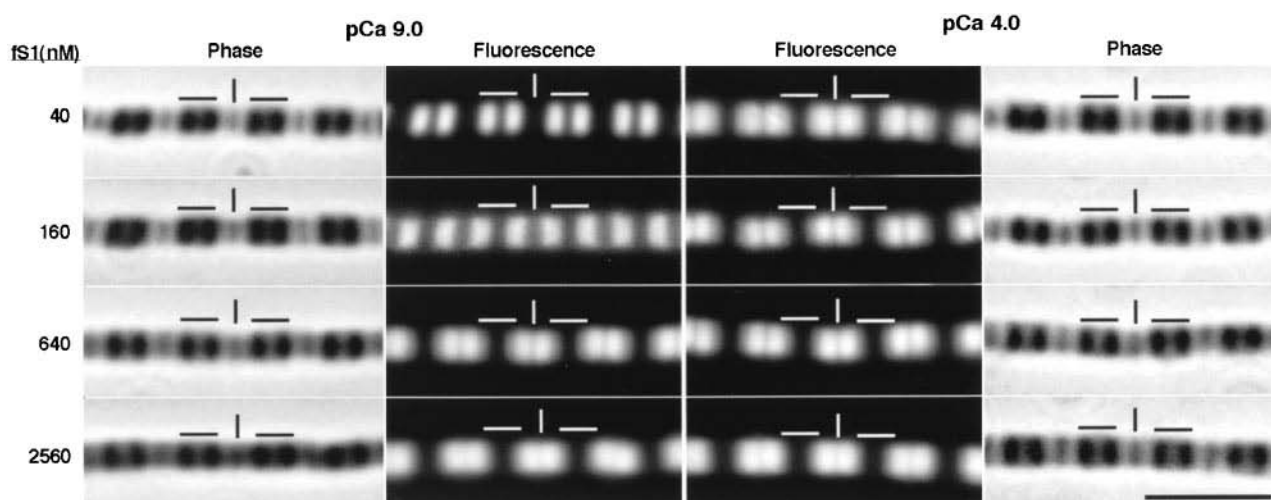 pCa 9.0
pCa 4.0
fS1(nM)
Phase
Fluorescence
Fluorescence
Phase
40
160
640
2560